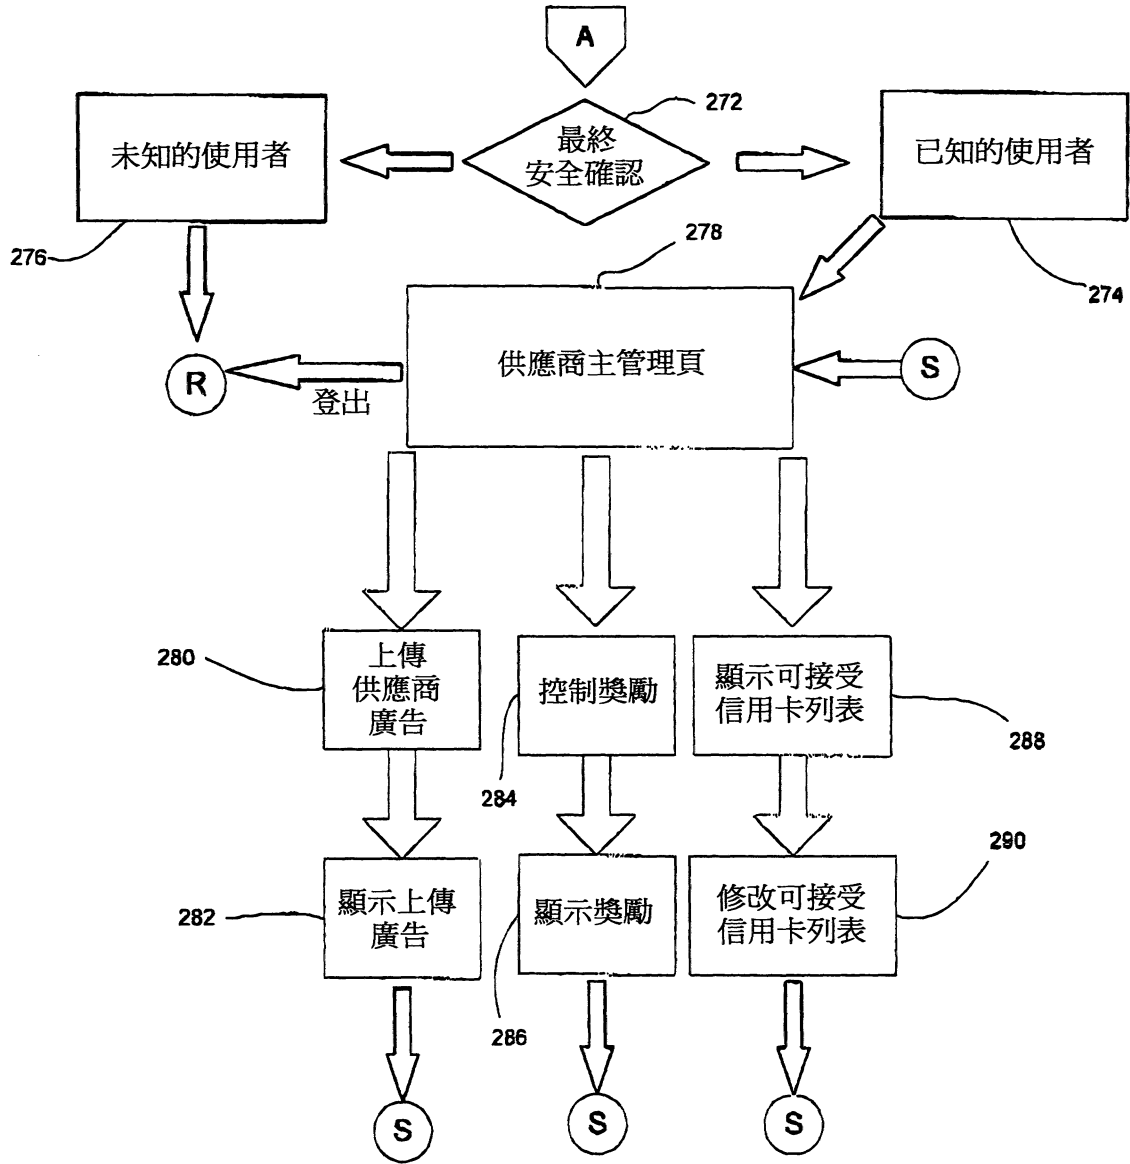 A
272
最終
安全確認
未知的使用者
已知的使用者
276
278
274
供應商主管理頁
S
R
登出
280
上傳
供應商
廣告
284
控制獎勵
顯示可接受
信用卡列表
288
282
顯示上傳
廣告
286
顯示獎勵
290
修改可接受
信用卡列表
S
S
S